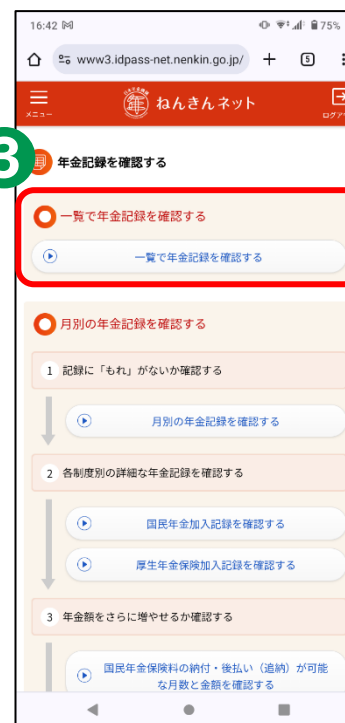 16:42
75%
www3.idpass-net.nenkin.go.jp/
5
メニュー
ねんきんネット
3
年金記録を確認する
一覧で年金記録を確認する
一覧で年金記録を確認する
月別の年金記録を確認する
1 記録に「もれ」がないか確認する
月別の年金記録を確認する
2 各制度別の詳細な年金記録を確認する
国民年金加入記録を確認する
厚生年金保険加入記録を確認する
3 年金額をさらに増やせるか確認する
国民年金保険料の納付・後払い（追納）が可能
な月数と金額を確認する